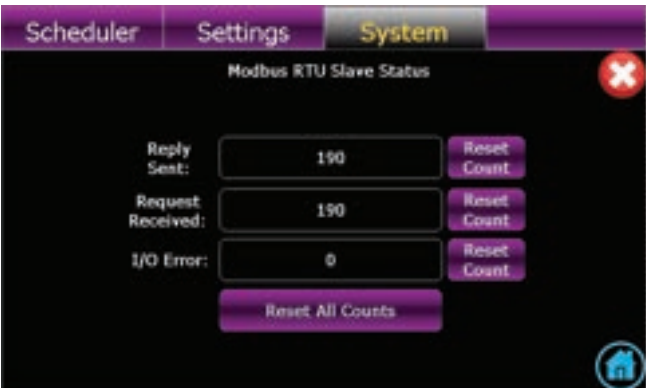 Scheduler Settings System
Modbus RTU Slave Status
Reply
Sent:
190
Reset
Count
Request
Received:
190
Reset
Count
I/O Error:
0
Reset
Count
Reset All Counts